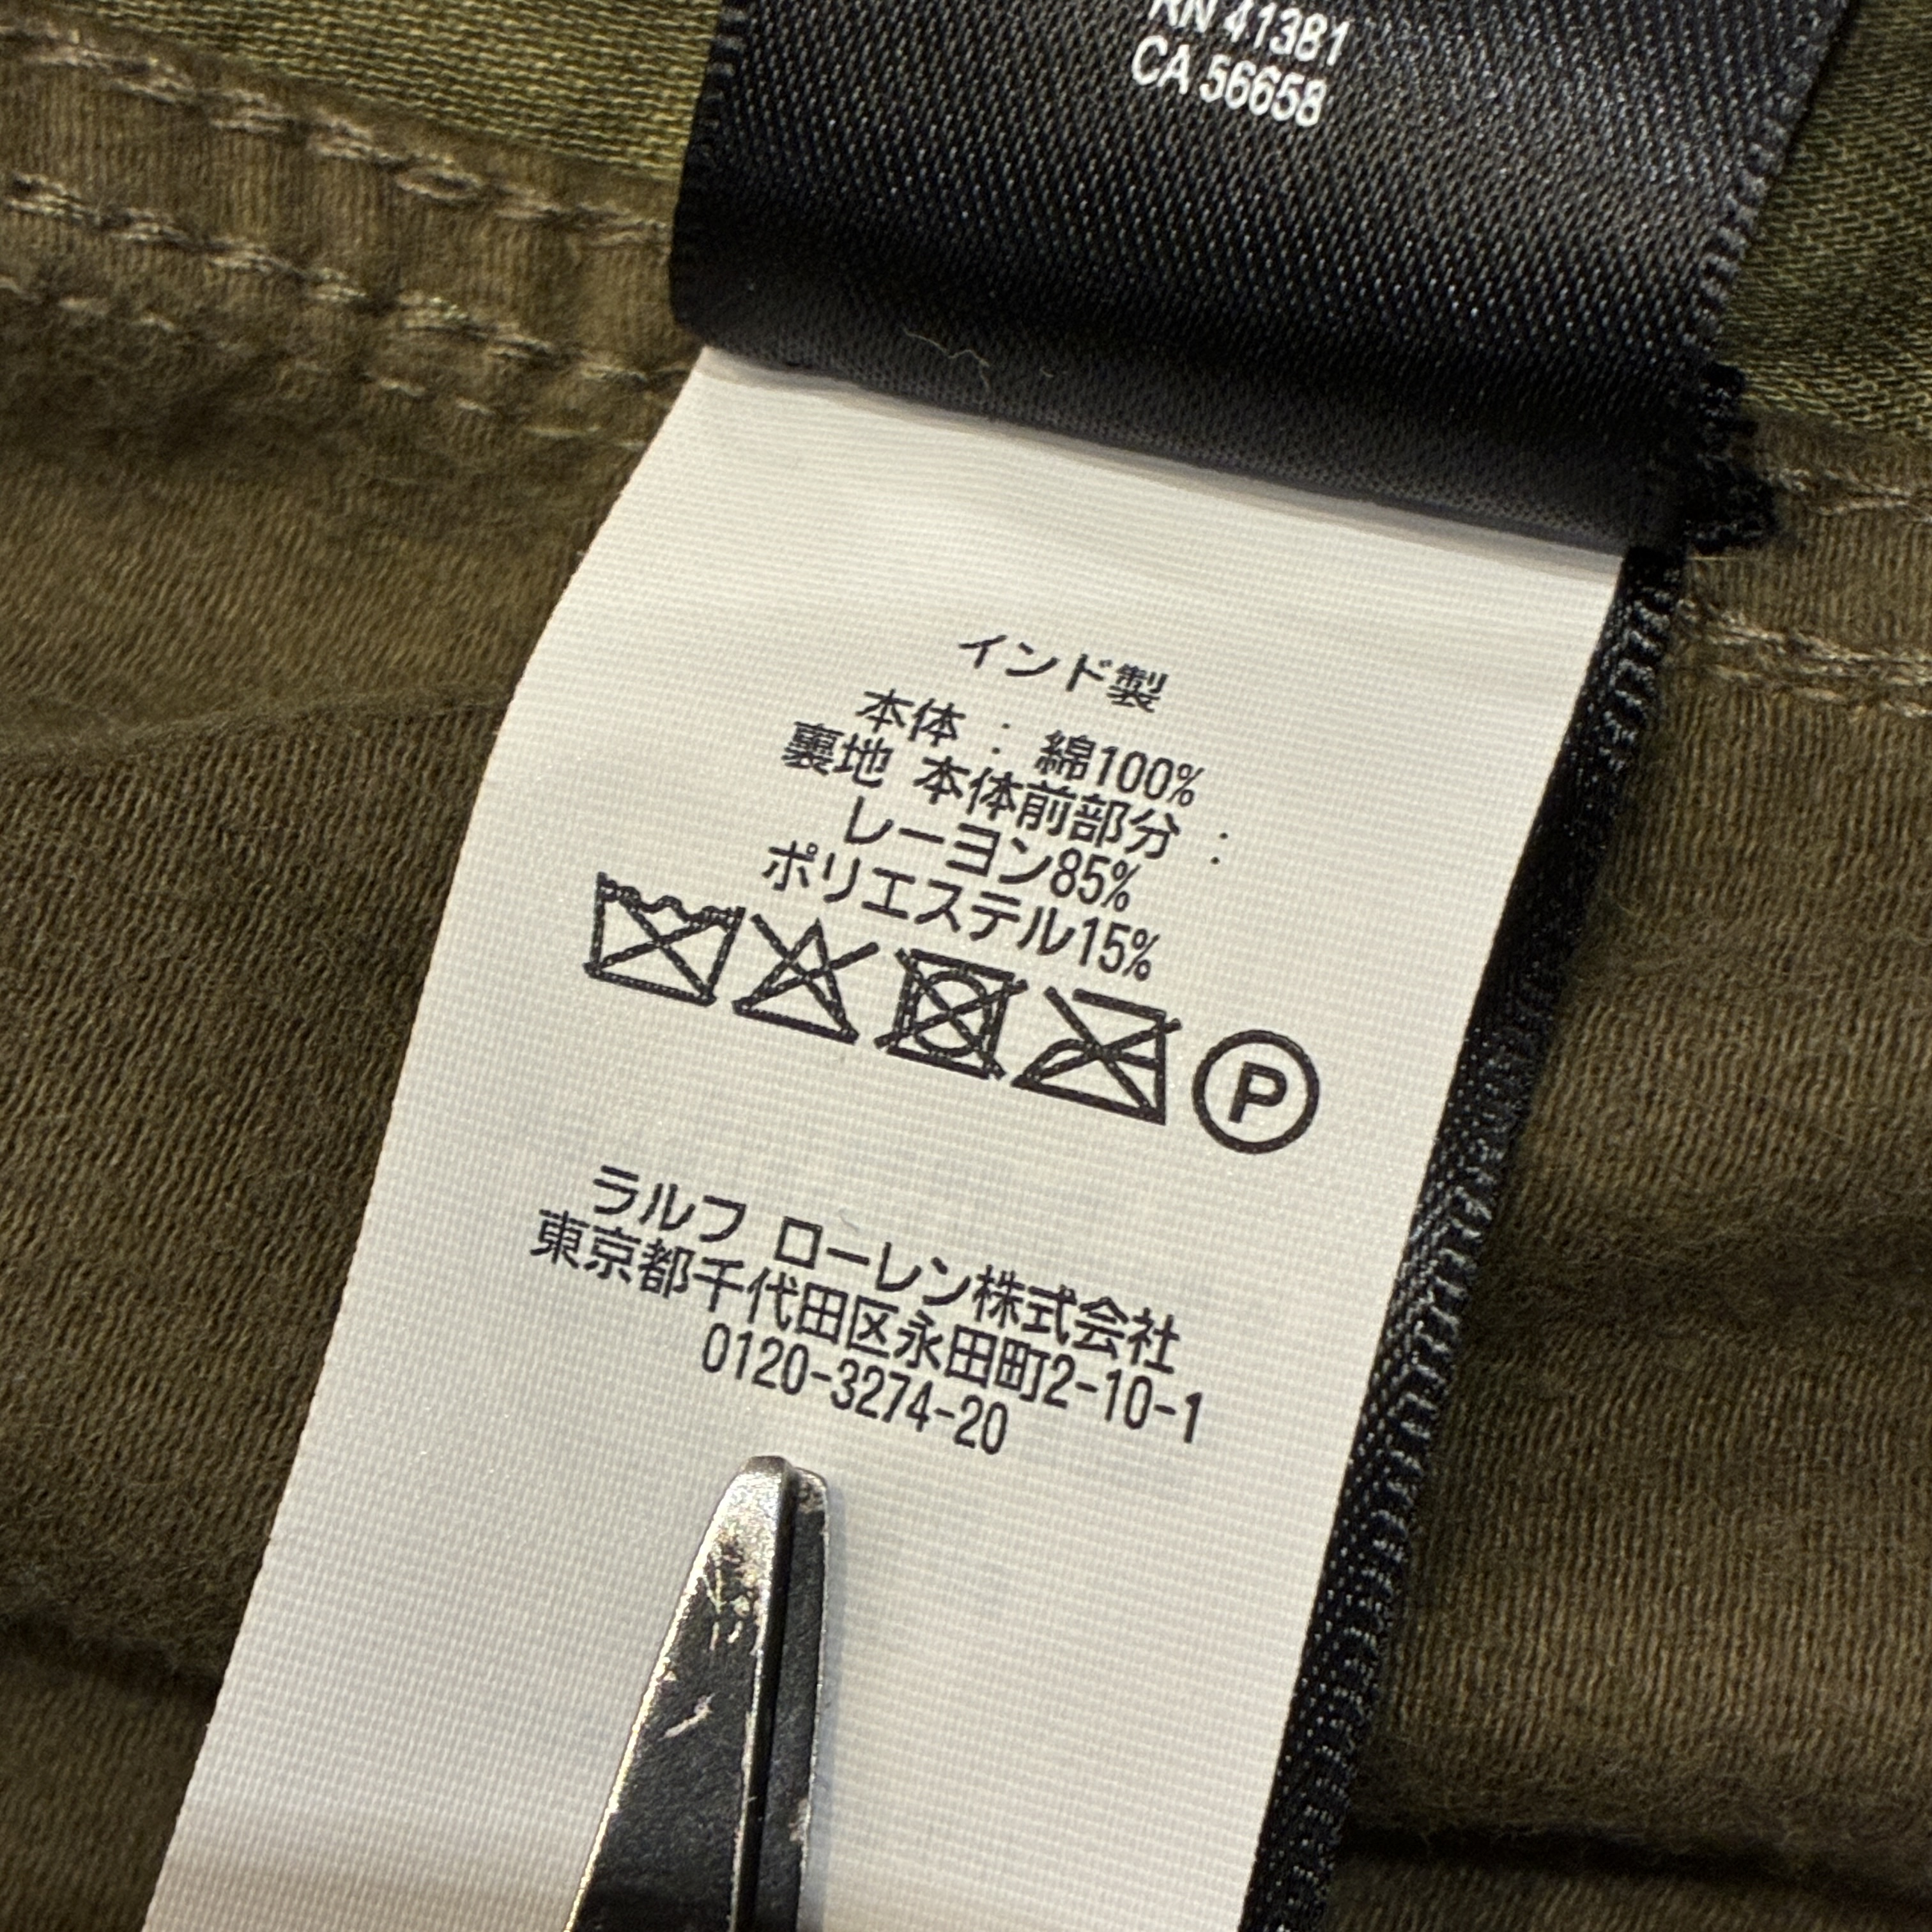 RN 41381
CA 56658
インド製
本体 : 綿100%
裏地 本体前部分 :
レーヨン85%
ポリエステル15%
P
ラルフ ローレン株式会社
東京都千代田区永田町2-10-1
0120-3274-20